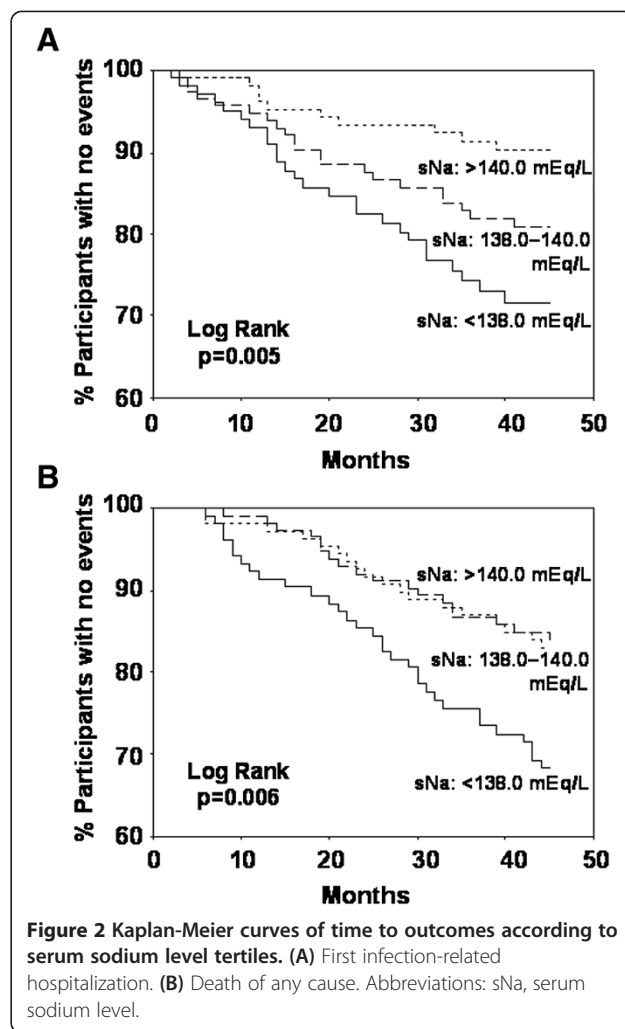 A
% Participants with no events
100
90
80
70
60
sNa: >140.0 mEq/L
sNa: 138.0–140.0
mEq/L
sNa: <138.0 mEq/L
Log Rank
p=0.005
0 10 20 30 40 50
Months
B
% Participants with no events
100
90
80
70
60
sNa: >140.0 mEq/L
sNa: 138.0–140.0
mEq/L
sNa: <138.0 mEq/L
Log Rank
p=0.006
0 10 20 30 40 50
Months
Figure 2 Kaplan-Meier curves of time to outcomes according to
serum sodium level tertiles. (A) First infection-related
hospitalization. (B) Death of any cause. Abbreviations: sNa, serum
sodium level.